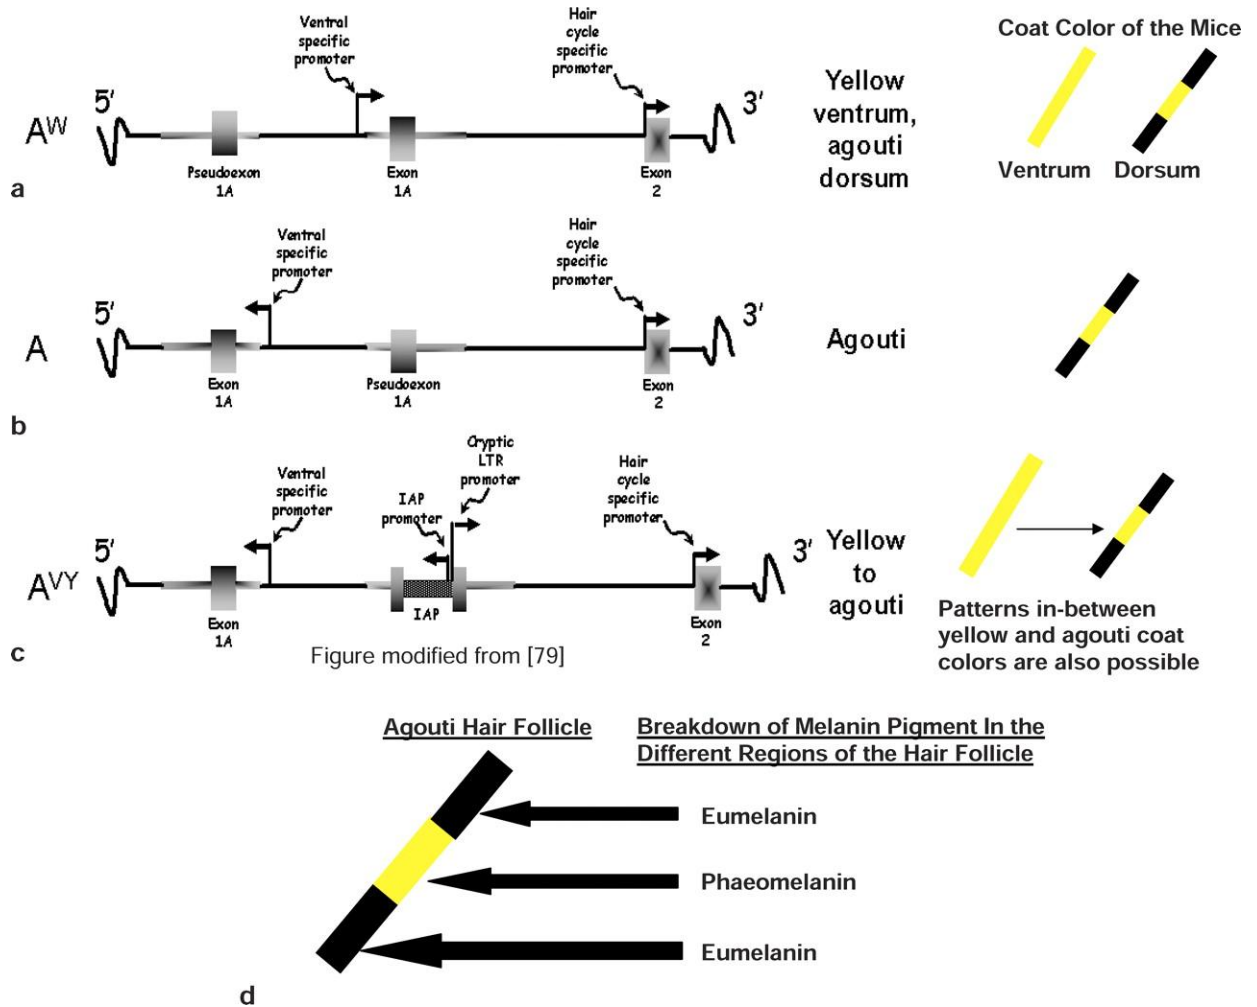 Ventral
specific
promoter
Hair
cycle
specific
promoter
Coat Color of the Mice
5'
3'
A^W
Pseudoexon
1A
Exon
1A
Exon
2
Yellow
ventrum,
agouti
dorsum
Ventrum
Dorsum
a
Ventral
specific
promoter
Hair
cycle
specific
promoter
5'
3'
A
Exon
1A
Pseudoexon
1A
Exon
2
Agouti
b
Ventral
specific
promoter
IAP
promoter
Cryptic
LTR
promoter
Hair
cycle
specific
promoter
5'
3'
A^VY
Exon
1A
IAP
Exon
2
Yellow
to
agouti
Patterns in-between
yellow and agouti coat
colors are also possible
c
Figure modified from [79]
Agouti Hair Follicle
Breakdown of Melanin Pigment In the
Different Regions of the Hair Follicle
Eumelanin
Phaeomelanin
Eumelanin
d